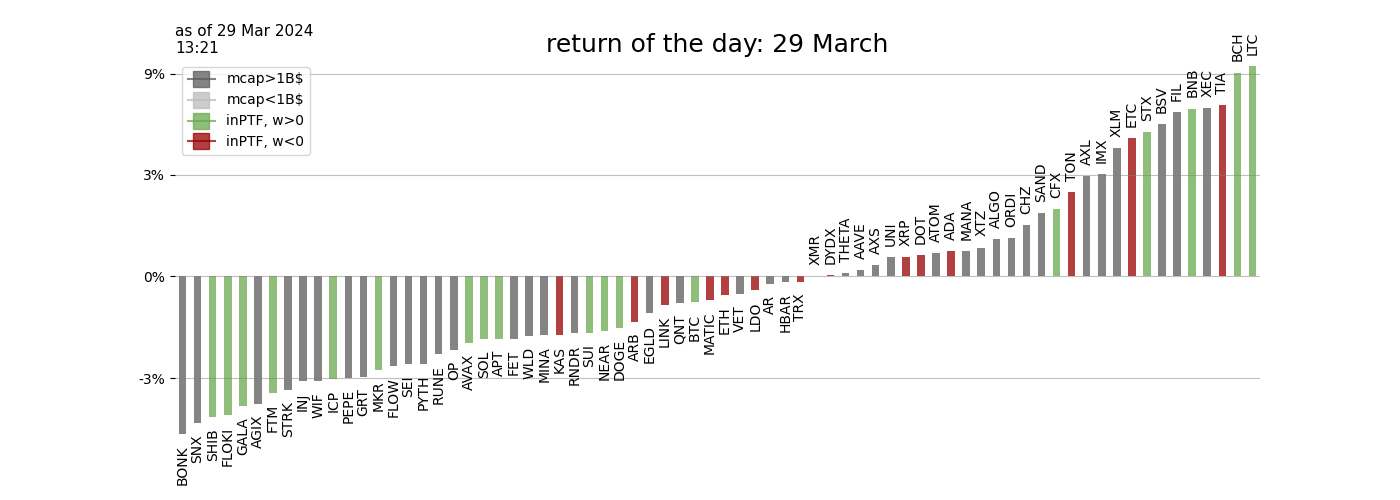 as of 29 Mar 2024
13:21
return of the day: 29 March
mcap>1B$
mcap<1B$
inPTF, w>0
inPTF, w<0
9%
3%
0%
-3%
BONK
SNX
SHIB
FLOKI
GALA
AGIX
FTM
STRK
INJ
WIF
ICP
PEPE
GRT
MKR
FLOW
SEI
PYTH
RUNE
OP
AVAX
SOL
APT
FET
WLD
MINA
KAS
RNDR
SUI
NEAR
DOGE
ARB
EGLD
LINK
QNT
BTC
MATIC
ETH
VET
LDO
AR
HBAR
TRX
XMR
DYDX
THETA
AAVE
AXS
UNI
XRP
DOT
ATOM
ADA
MANA
XTZ
ALGO
ORDI
CHZ
SAND
CFX
TON
AXL
IMX
XLM
ETC
STX
BSV
FIL
BNB
XEC
TIA
BCH
LTC